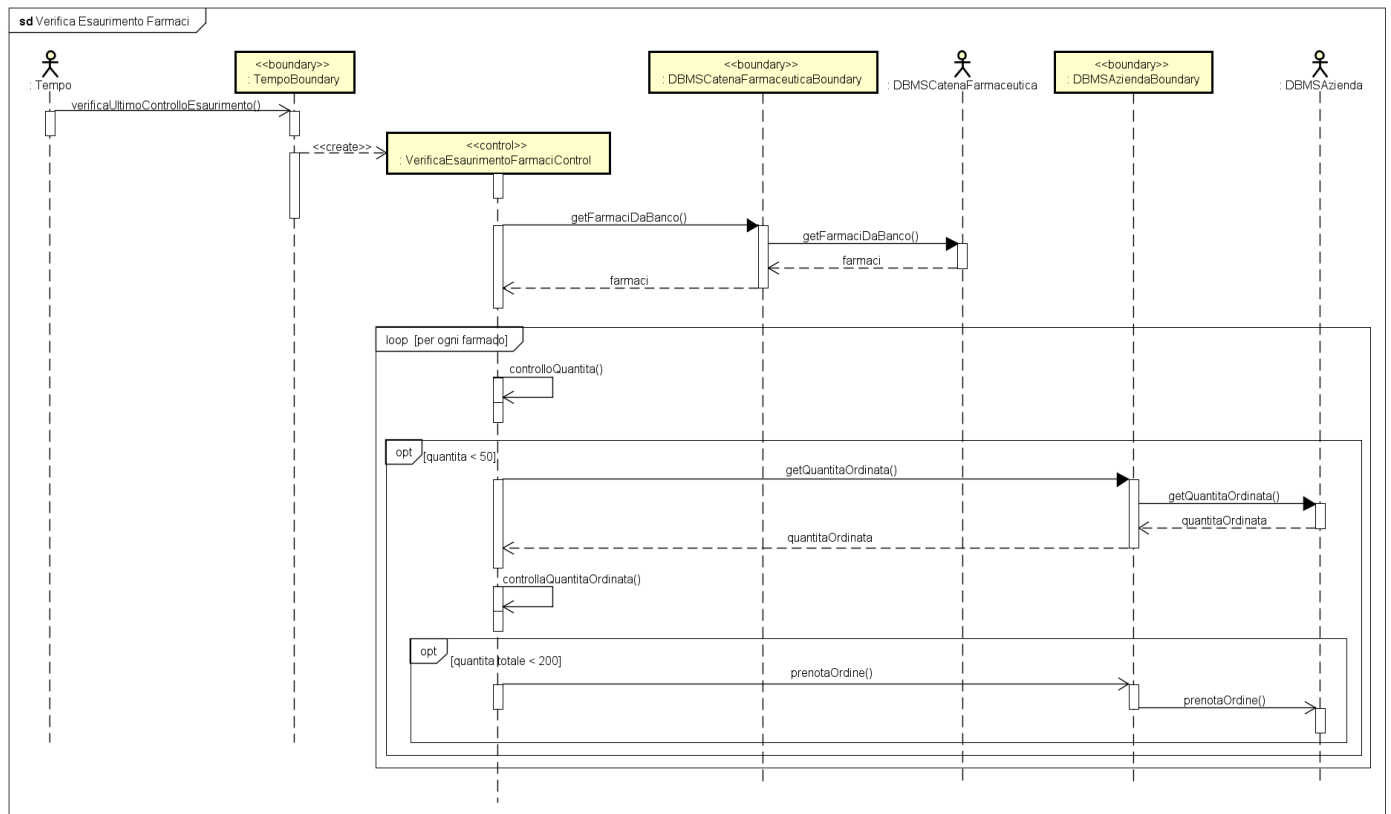 sd Verifica Esaurimento Farmaci
: Tempo
<<boundary>>
: TempoBoundary
<<boundary>>
: DBMSCatenaFarmaceuticaBoundary
: DBMSCatenaFarmaceutica
<<boundary>>
: DBMSAziendaBoundary
: DBMSAzienda
verificaUltimoControlloEsaurimento()
<<create>>
<<control>>
: VerificaEsaurimentoFarmaciControl
getFarmaciDaBanco()
getFarmaciDaBanco()
farmaci
farmaci
loop [per ogni farmado]
controlloQuantita()
opt [quantita < 50]
getQuantitaOrdinata()
getQuantitaOrdinata()
quantitaOrdinata
quantitaOrdinata
controllaQuantitaOrdinata()
opt [quantita totale < 200]
prenotaOrdine()
prenotaOrdine()